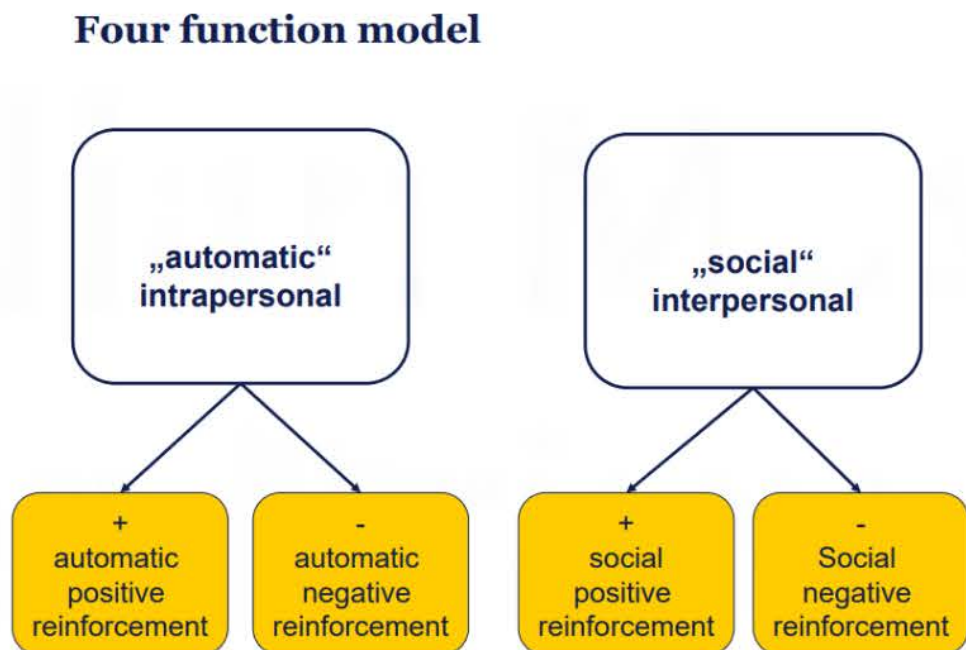 Four function model
„automatic“
intrapersonal
„social“
interpersonal
+
automatic
positive
reinforcement
-
automatic
negative
reinforcement
+
social
positive
reinforcement
-
Social
negative
reinforcement